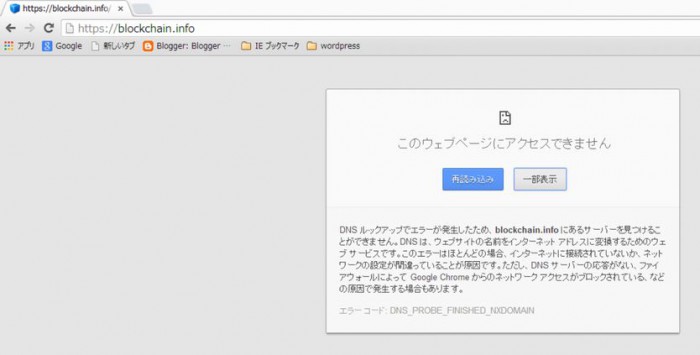 https://blockchain.info/
https://blockchain.info
アプリ Google 新しいタブ Blogger: Blogger … IE ブックマーク wordpress
このウェブページにアクセスできません
再読み込み 一部表示
DNS ルックアップでエラーが発生したため、blockchain.info にあるサーバーを見つけるこ
とができません。DNS は、ウェブサイトの名前をインターネット アドレスに変換するためのウェ
ブ サービスです。このエラーはほとんどの場合、インターネットに接続されていないか、ネット
ワークの設定が間違っていることが原因です。ただし、DNS サーバーの応答がない、ファイ
アウォールによって Google Chrome からのネットワーク アクセスがブロックされている、など
の原因で発生する場合もあります。
エラー コード: DNS_PROBE_FINISHED_NXDOMAIN